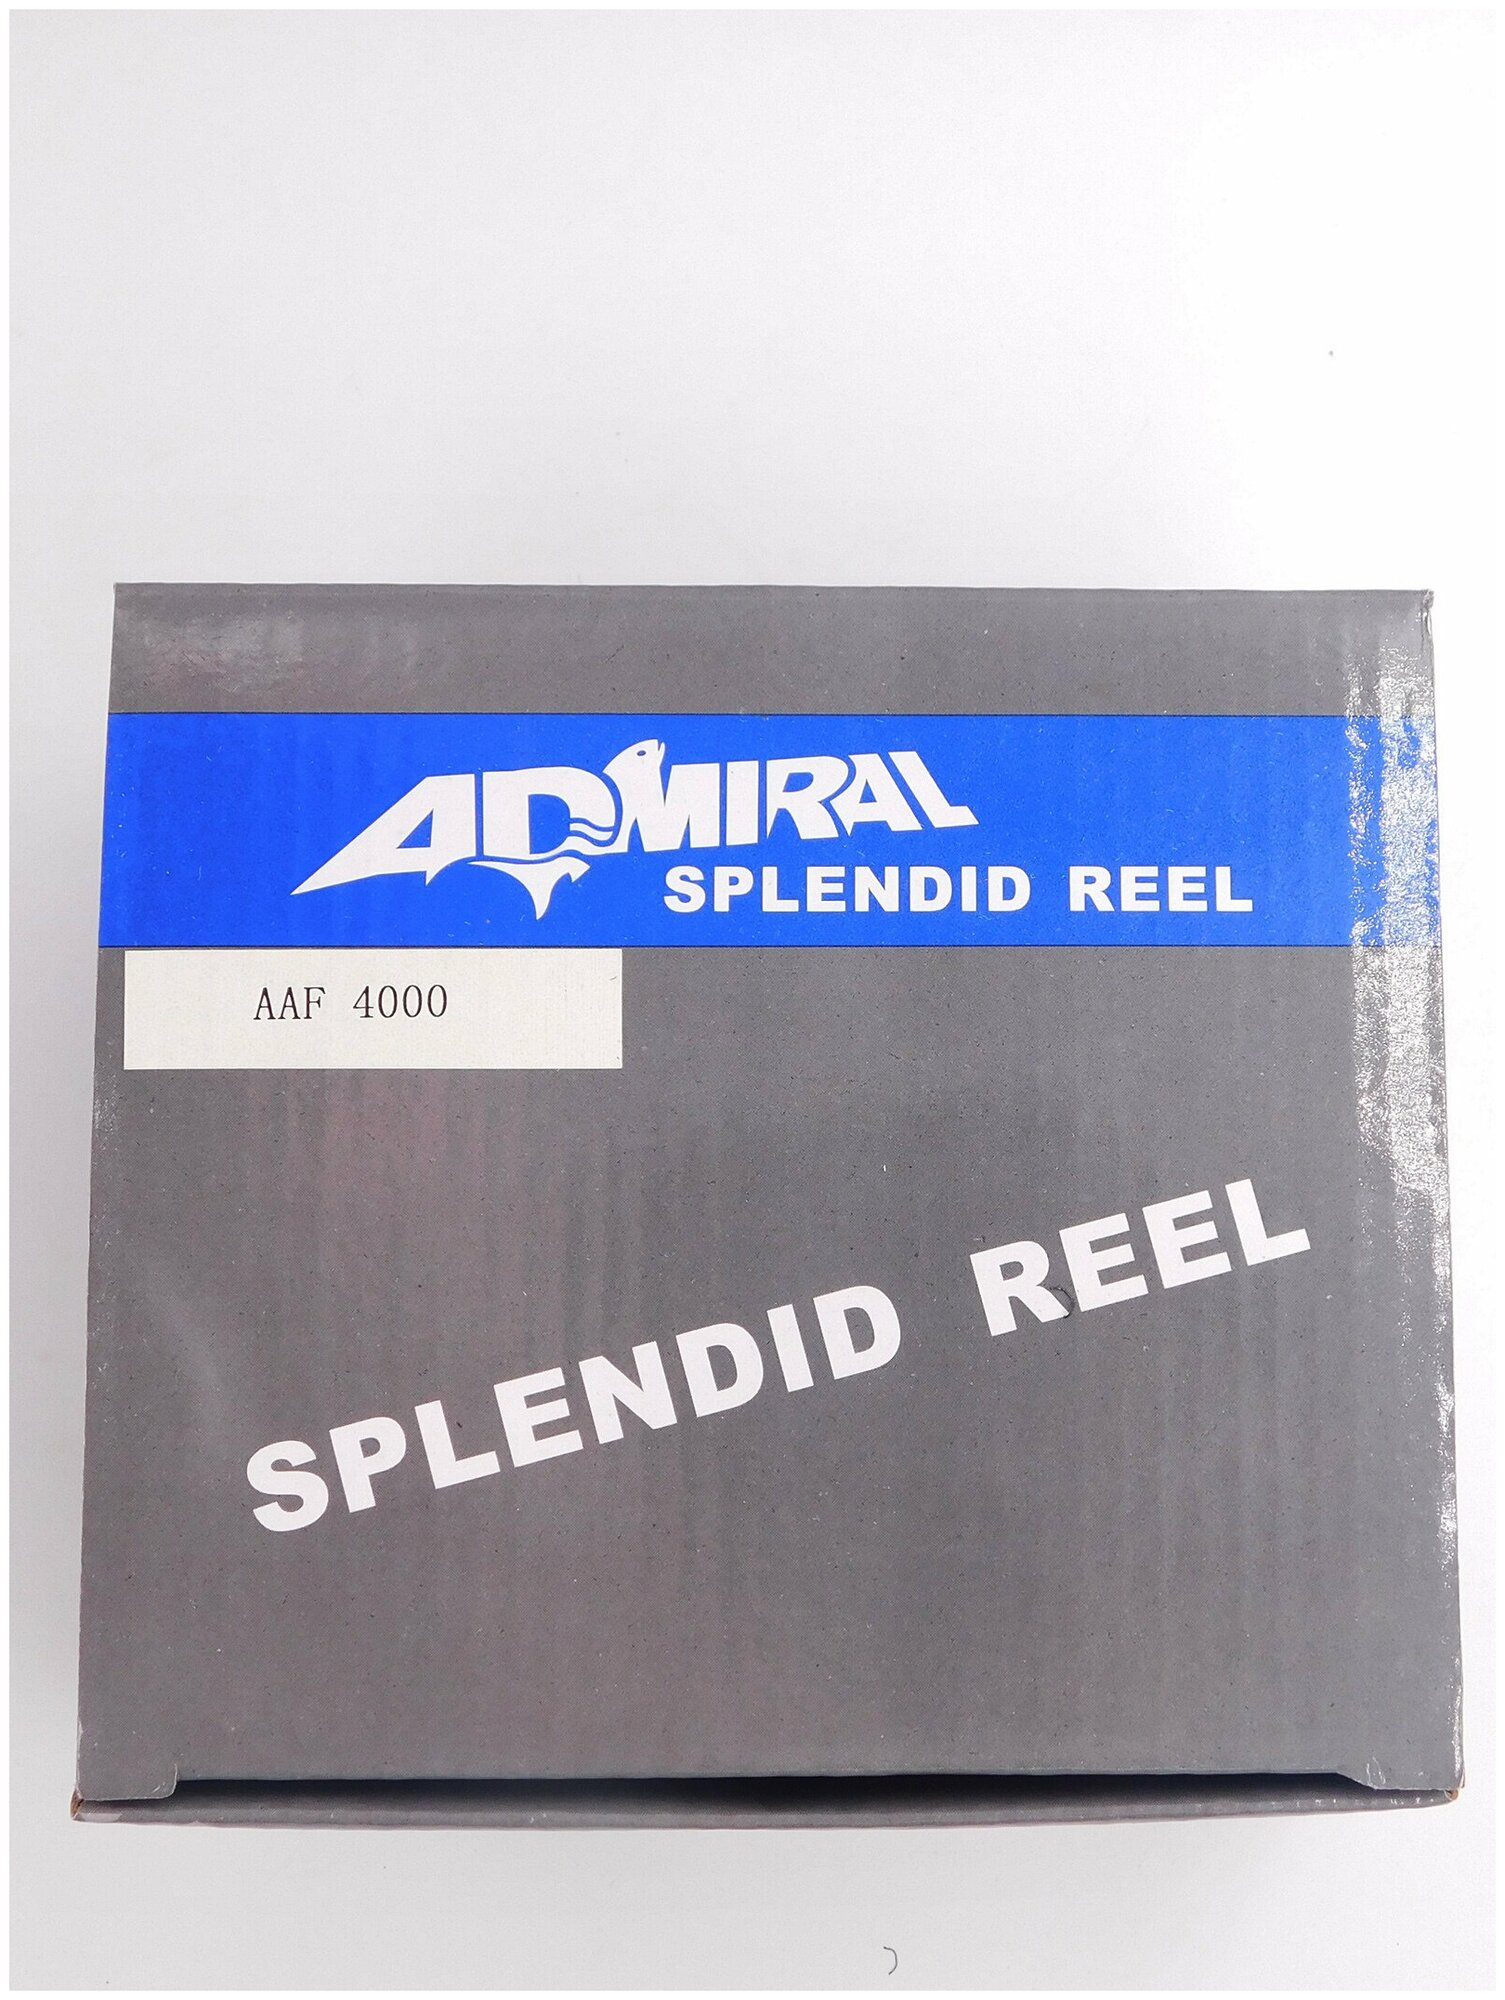 ADMIRAL
SPLENDID REEL
AAF 4000
SPLENDID REEL